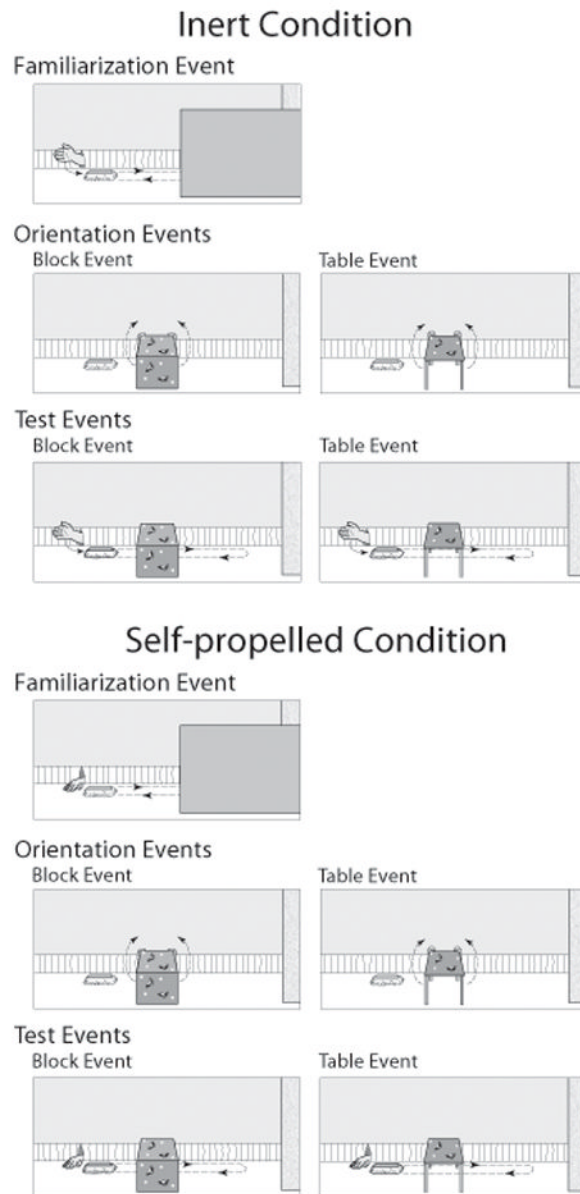 Inert Condition
Familiarization Event
Orientation Events
Block Event
Table Event
Test Events
Block Event
Table Event
Self-propelled Condition
Familiarization Event
Orientation Events
Block Event
Table Event
Test Events
Block Event
Table Event